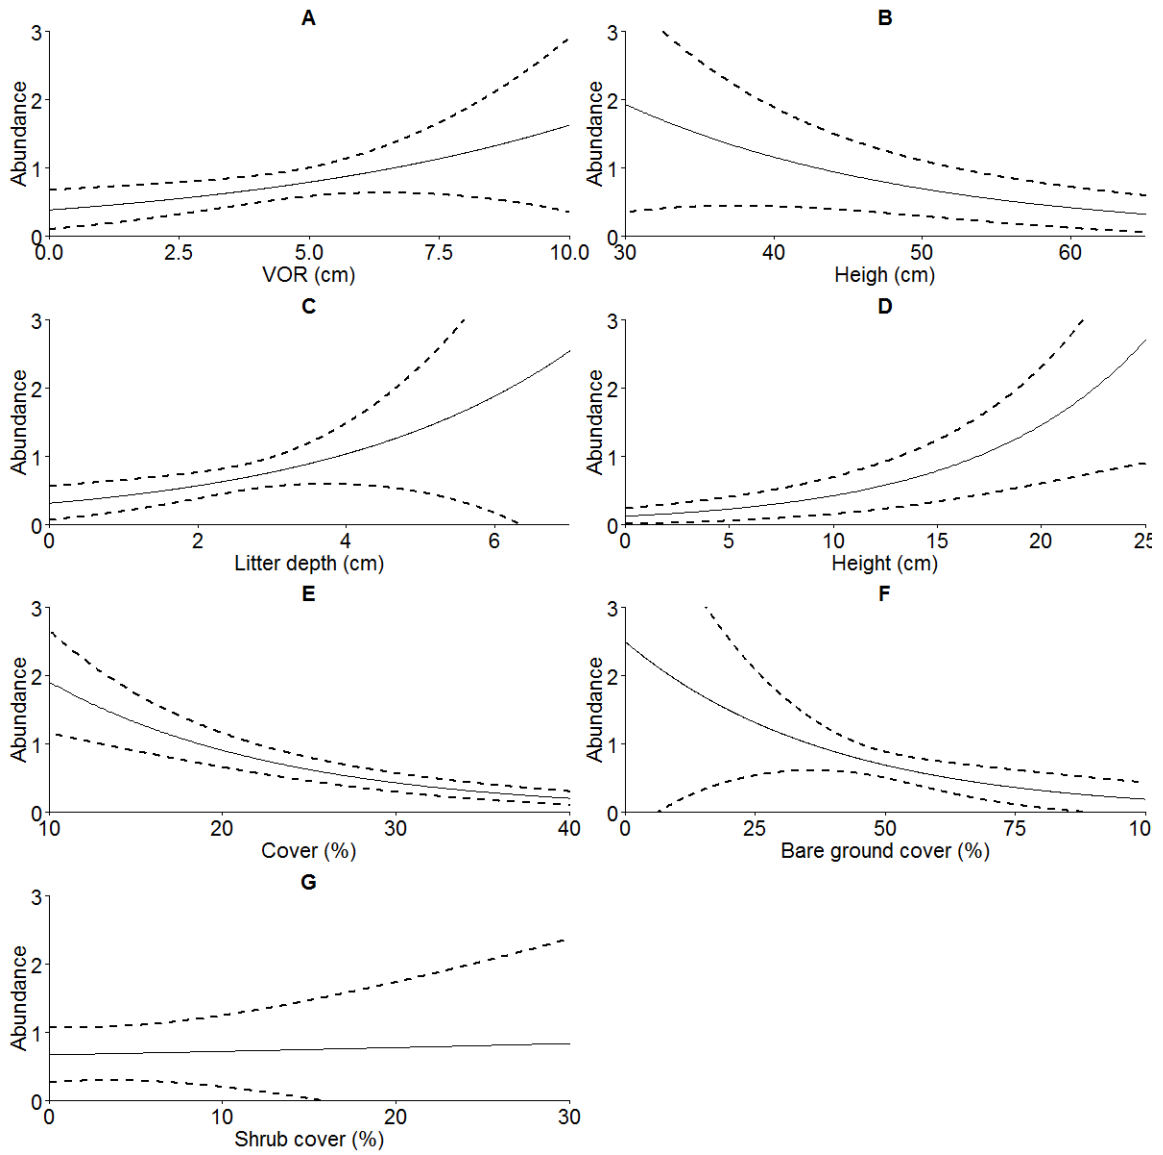 A
3
2
1
0
Abundance
0.0 2.5 5.0 7.5 10.0
VOR (cm)
B
3
2
1
0
Abundance
30 40 50 60
Heigh (cm)
C
3
2
1
0
Abundance
0 2 4 6
Litter depth (cm)
D
3
2
1
0
Abundance
0 5 10 15 20 25
Height (cm)
E
3
2
1
0
Abundance
10 20 30 40
Cover (%)
F
3
2
1
0
Abundance
0 25 50 75 10
Bare ground cover (%)
G
3
2
1
0
Abundance
0 10 20 30
Shrub cover (%)